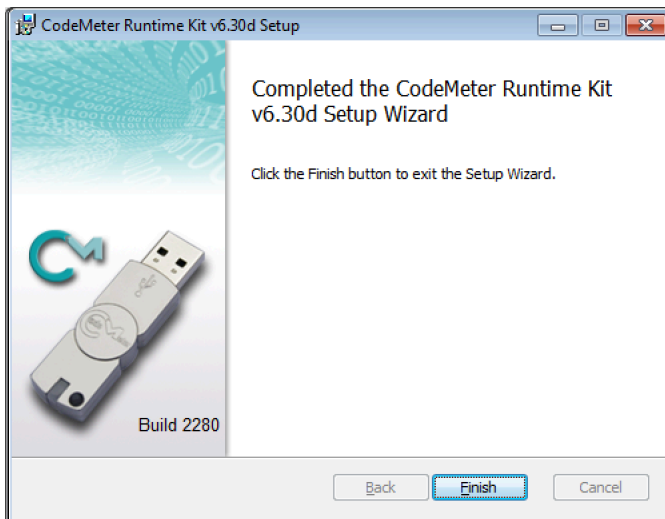 CodeMeter Runtime Kit v6.30d Setup
Completed the CodeMeter Runtime Kit
v6.30d Setup Wizard
Click the Finish button to exit the Setup Wizard.
CM
Build 2280
Back
Finish
Cancel